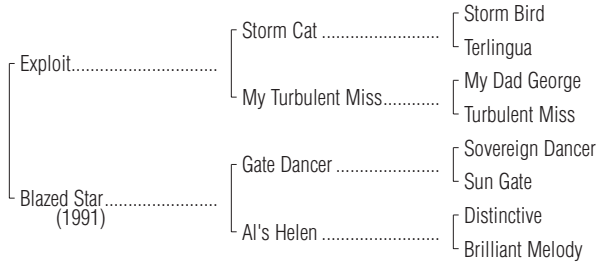 Storm Bird
Storm Cat ........................
Terlingua
Exploit..............................
My Dad George
My Turbulent Miss............
Turbulent Miss
Sovereign Dancer
Gate Dancer .....................
Sun Gate
Blazed Star.......................
(1991)
Distinctive
Al's Helen .........................
Brilliant Melody